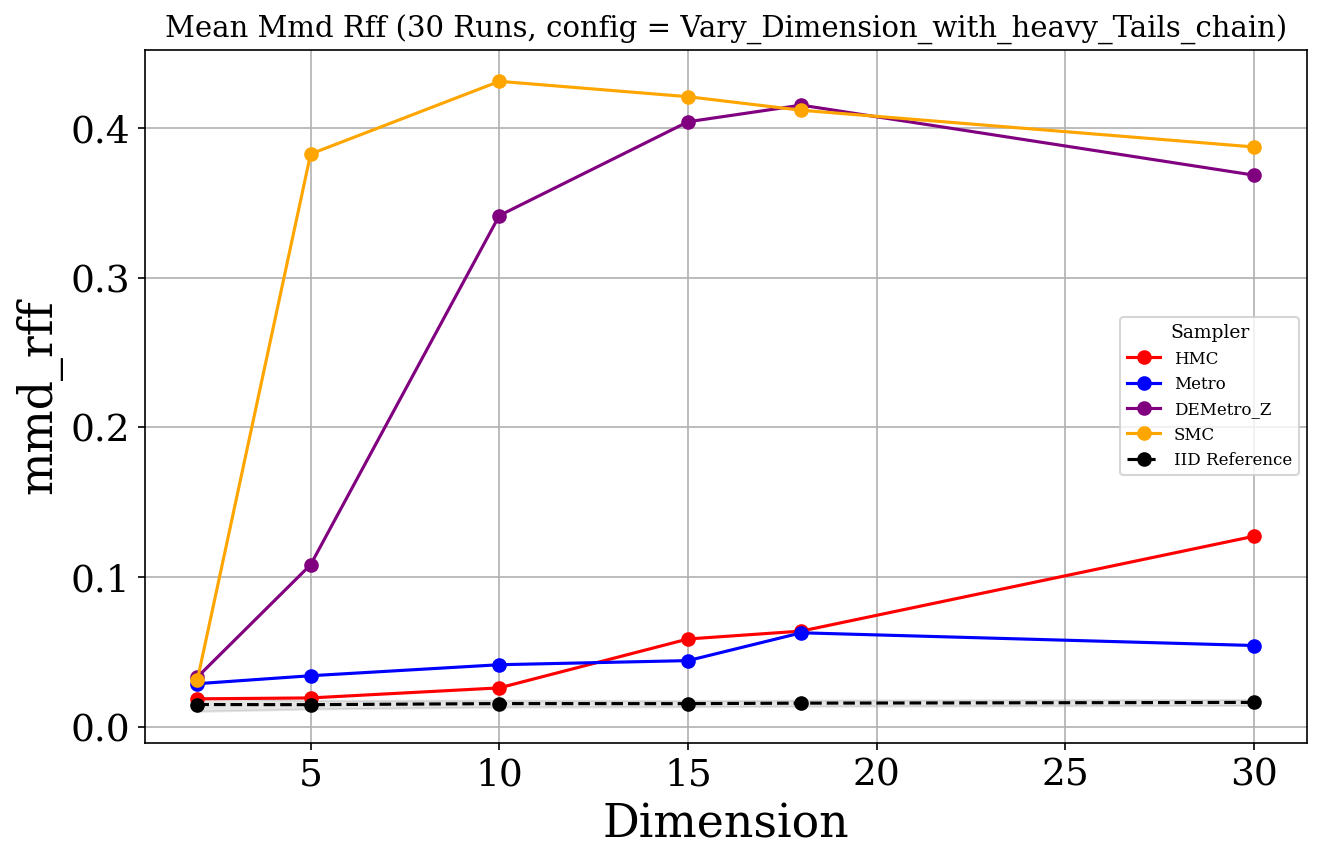 Mean Mmd Rff (30 Runs, config = Vary_Dimension_with_heavy_Tails_chain)
mmd_rff
0.4
0.3
0.2
0.1
0.0
Sampler
HMC
Metro
DEMetro_Z
SMC
IID Reference
5 10 15 20 25 30
Dimension